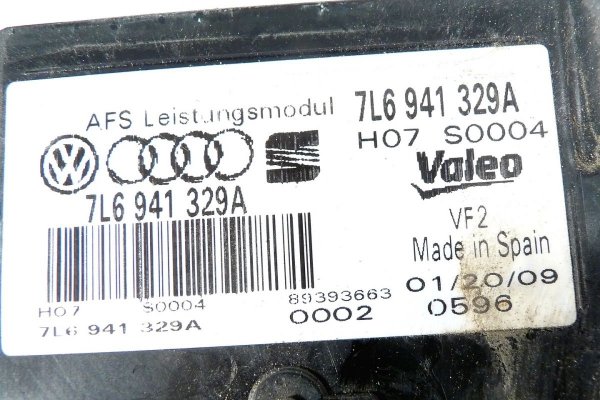 AFS Leistungsmodul
7L6 941 329A
H07 S0004
Valeo
7L6 941 329A
VF2
Made in Spain
01/20/09
H07 S0004
89393663
7L6 941 329A
0002
0596